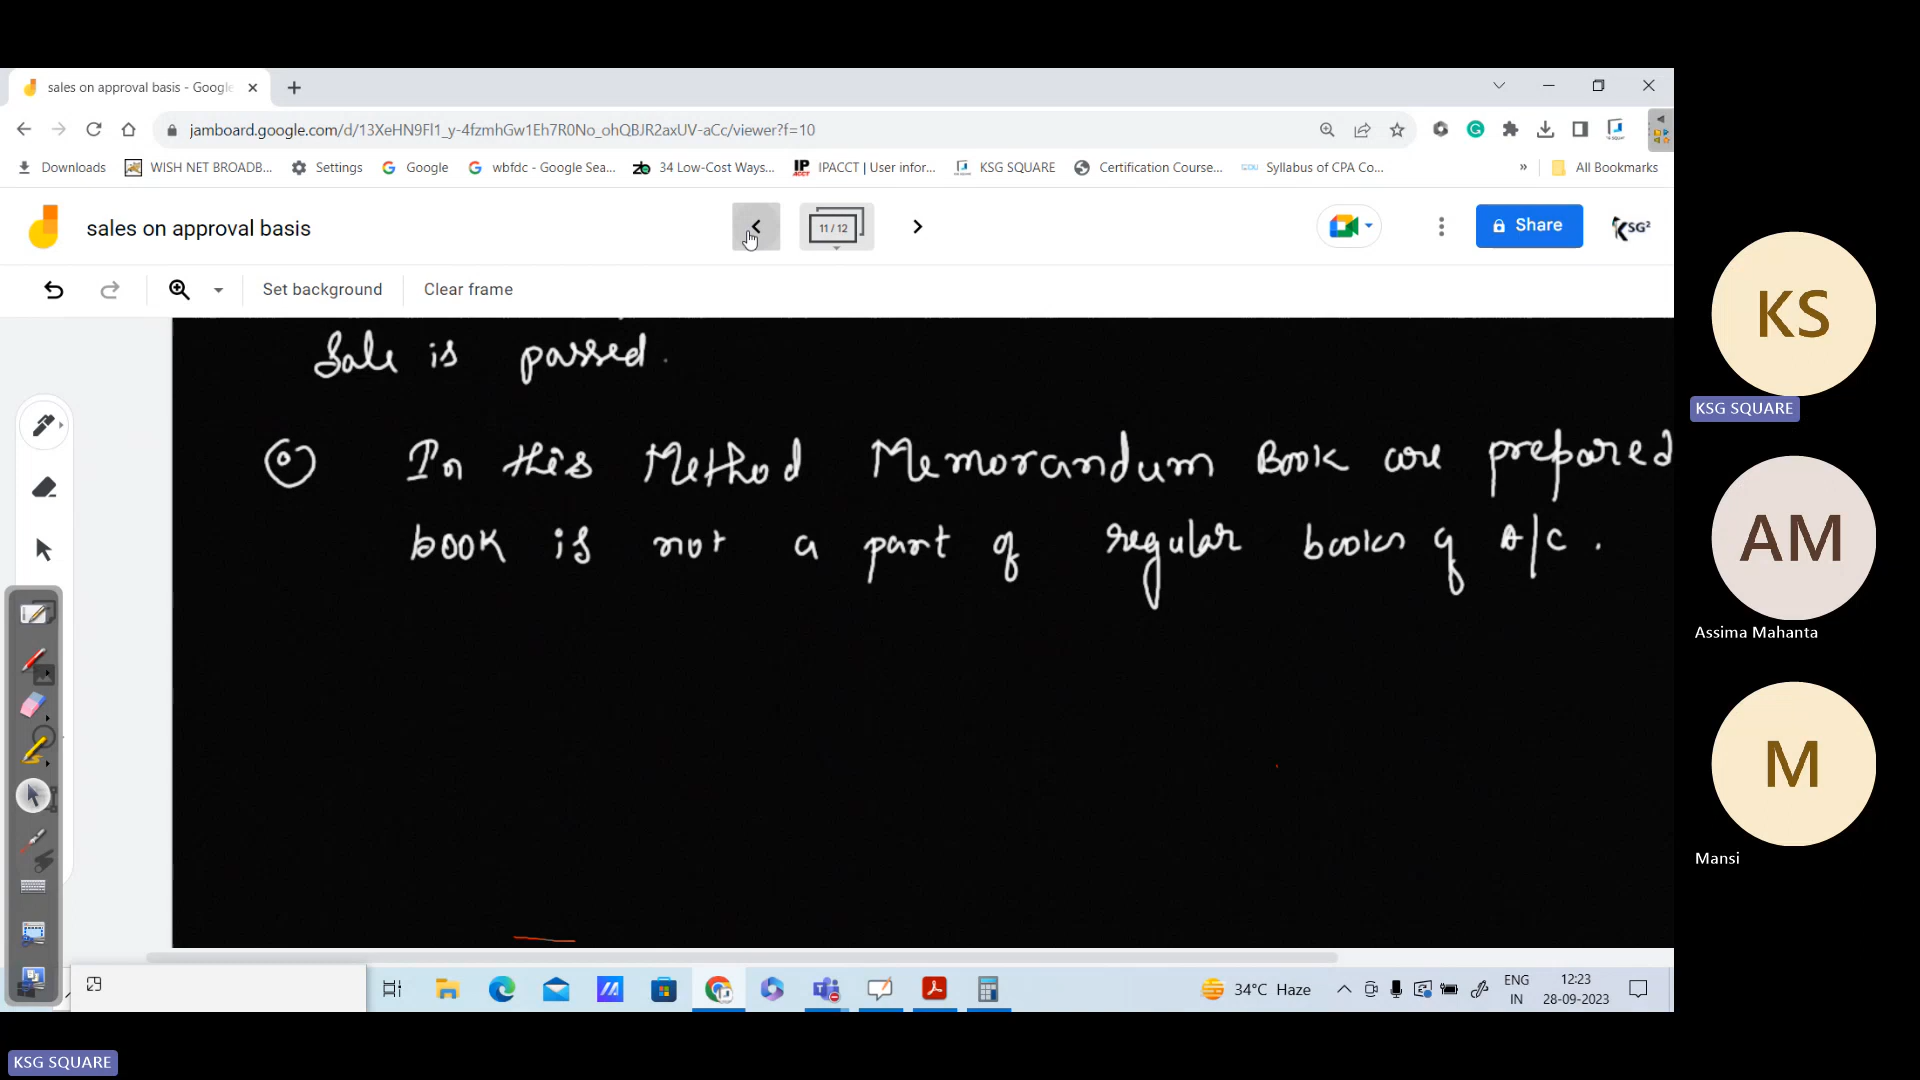 sales on approval basis - Google
jamboard.google.com/d/13XeHN9Fl1_y-4fzmhGw1Eh7R0No_ohQBJR2axUV-aCc/viewer?f=10
Downloads WISH NET BROADB... Settings Google wbfdc - Google Sea... 34 Low-Cost Ways... IPACCT | User infor... KSG SQUARE Certification Course... Syllabus of CPA Co... » All Bookmarks
sales on approval basis
11 / 12
Share
KSG²
Set background
Clear frame
Sale is passed.
In this Method Memorandum Book are prepared
book is not a part of regular books of A/C.
KS
KSG SQUARE
AM
Assima Mahanta
M
Mansi
34°C Haze
ENG
IN
12:23
28-09-2023
KSG SQUARE